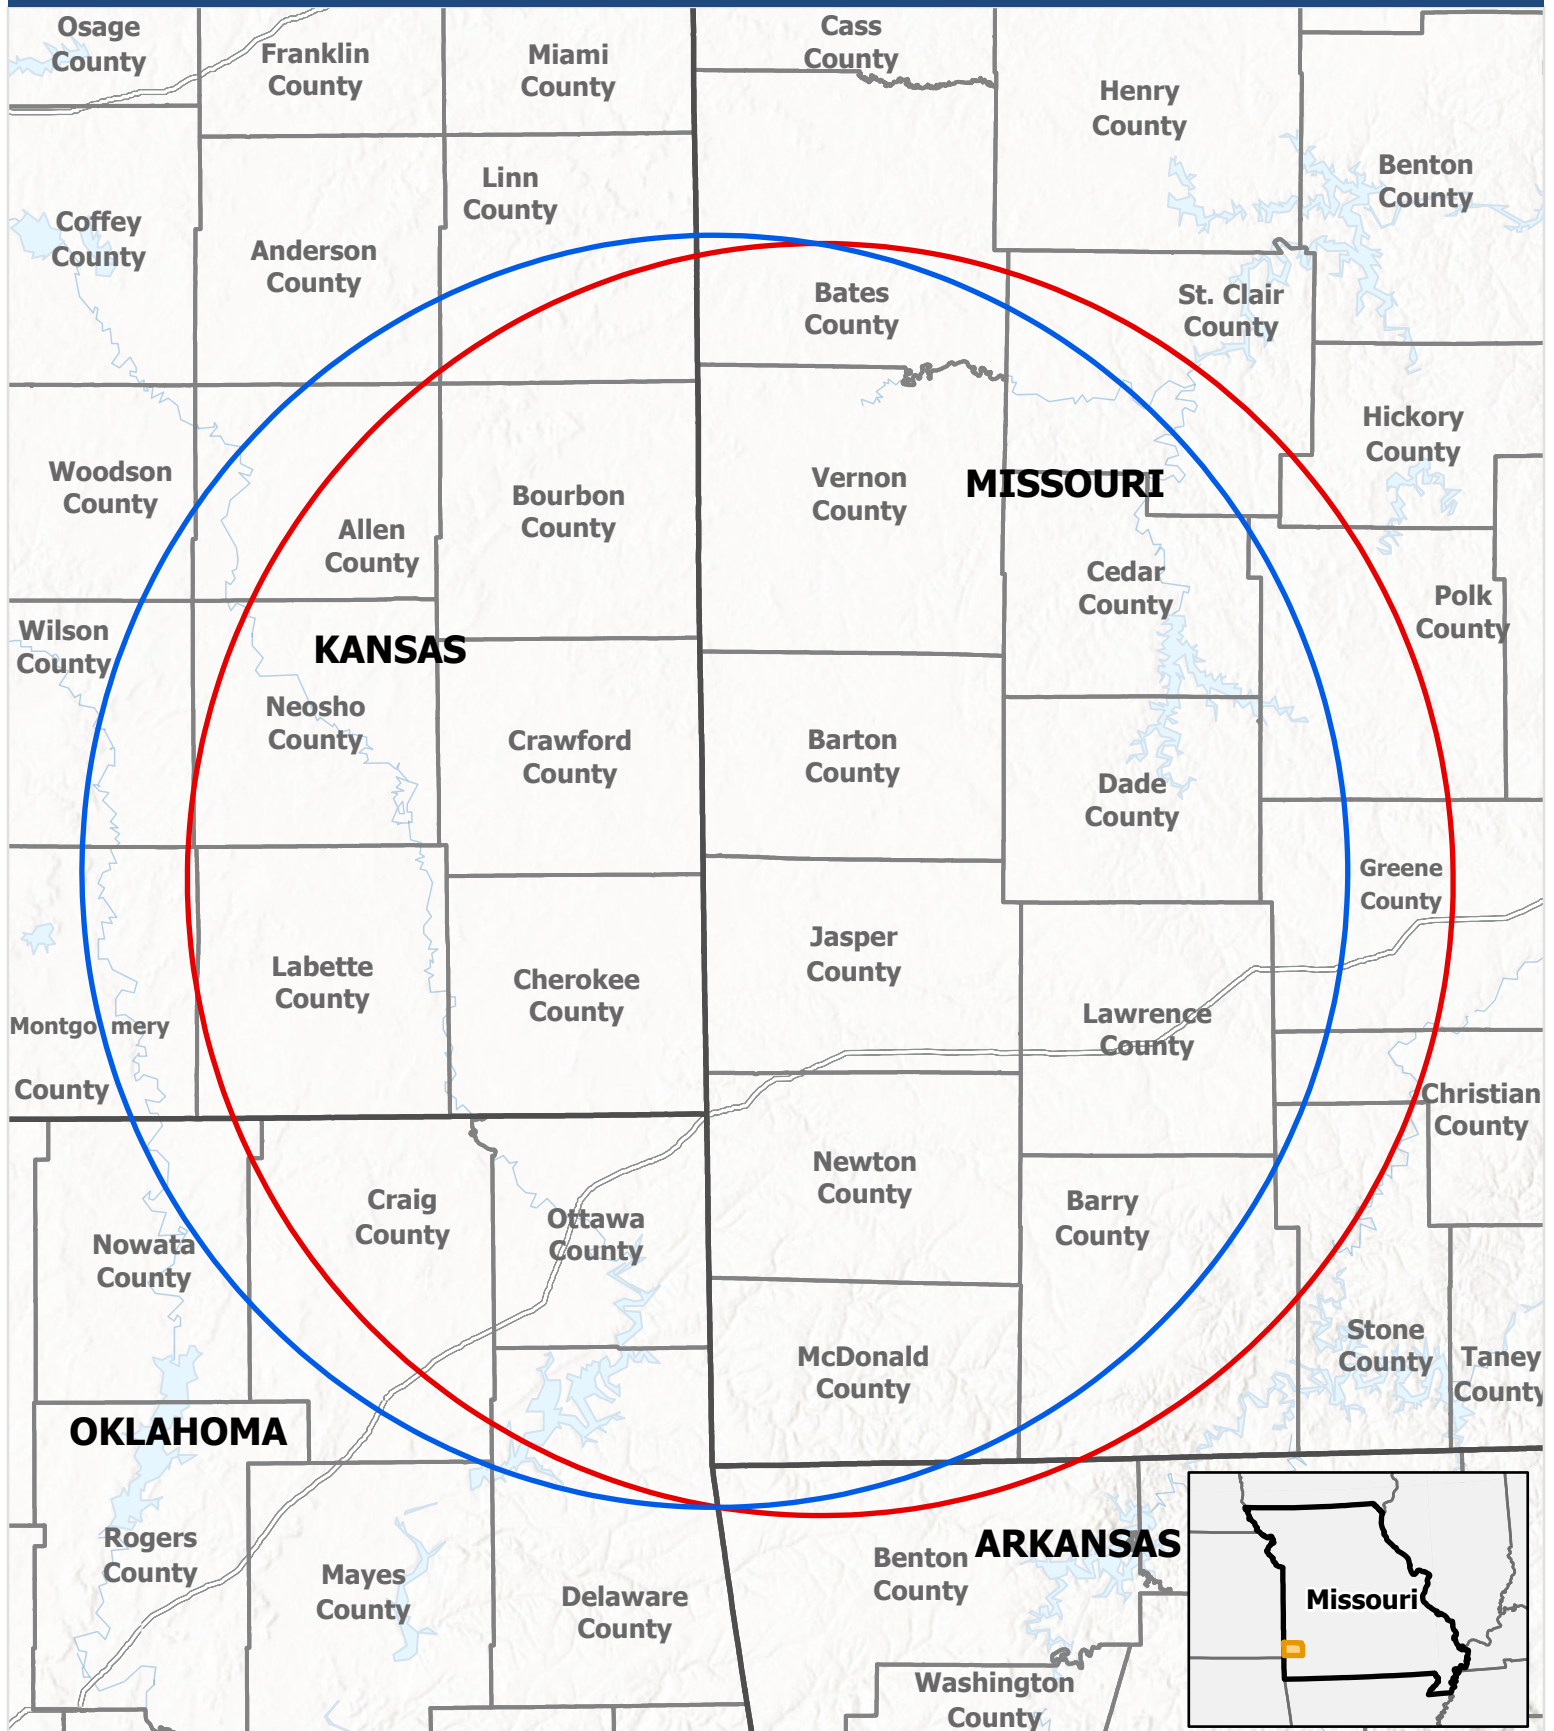 Osage
County
Franklin
County
Miami
County
Cass
County
Henry
County
Benton
County
Linn
County
Coffey
County
Anderson
County
Bates
County
St. Clair
County
Hickory
County
Woodson
County
Allen
County
Bourbon
County
Vernon
County
MISSOURI
Cedar
County
Polk
County
Wilson
County
KANSAS
Neosho
County
Crawford
County
Barton
County
Dade
County
Greene
County
Jasper
County
Labette
County
Cherokee
County
Lawrence
County
Montgo mery
County
Christian
County
Newton
County
Barry
County
Craig
County
Ottawa
County
Nowata
County
Stone
County
Taney
County
McDonald
County
OKLAHOMA
Rogers
County
Mayes
County
Delaware
County
Benton
County
ARKANSAS
Washington
County
Missouri